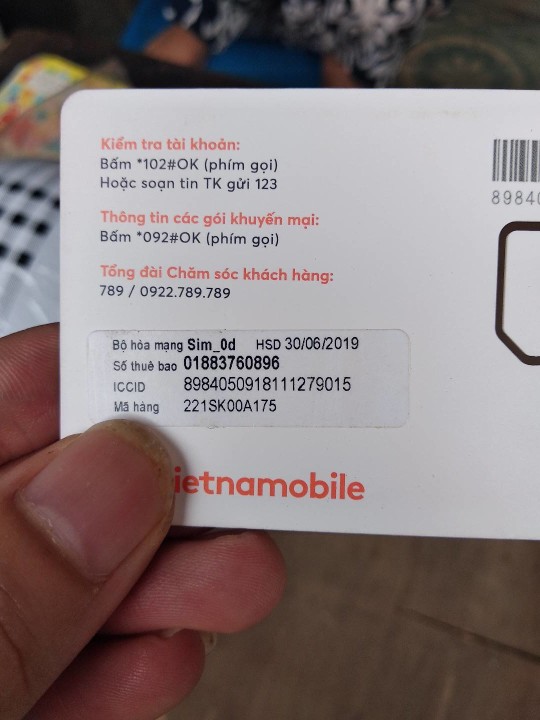 Kiểm tra tài khoản:
Bấm *102#OK (phím gọi)
Hoặc soạn tin TK gửi 123
Thông tin các gói khuyến mại:
Bấm *092#OK (phím gọi)
Tổng đài Chăm sóc khách hàng:
789 / 0922.789.789
Bộ hòa mạng Sim_0d HSD 30/06/2019
Số thuê bao 01883760896
ICCID 8984050918111279015
Mã hàng 221SK00A175
ietnamobile
89840